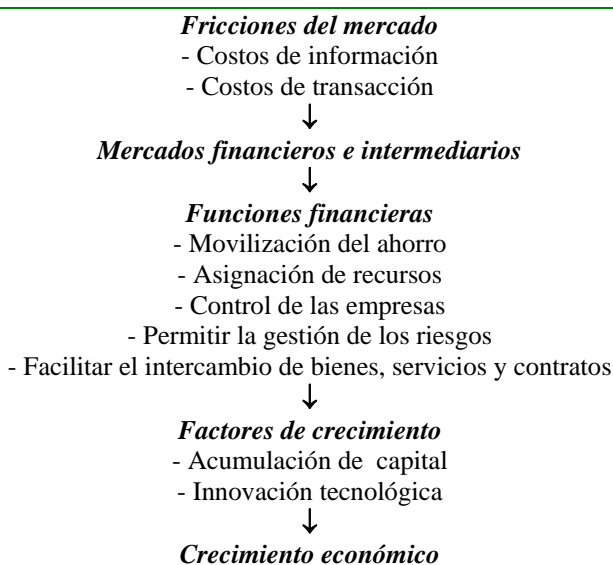 Fricciones del mercado
- Costos de información
- Costos de transacción
↓
Mercados financieros e intermediarios
↓
Funciones financieras
- Movilización del ahorro
- Asignación de recursos
- Control de las empresas
- Permitir la gestión de los riesgos
- Facilitar el intercambio de bienes, servicios y contratos
↓
Factores de crecimiento
- Acumulación de capital
- Innovación tecnológica
↓
Crecimiento económico